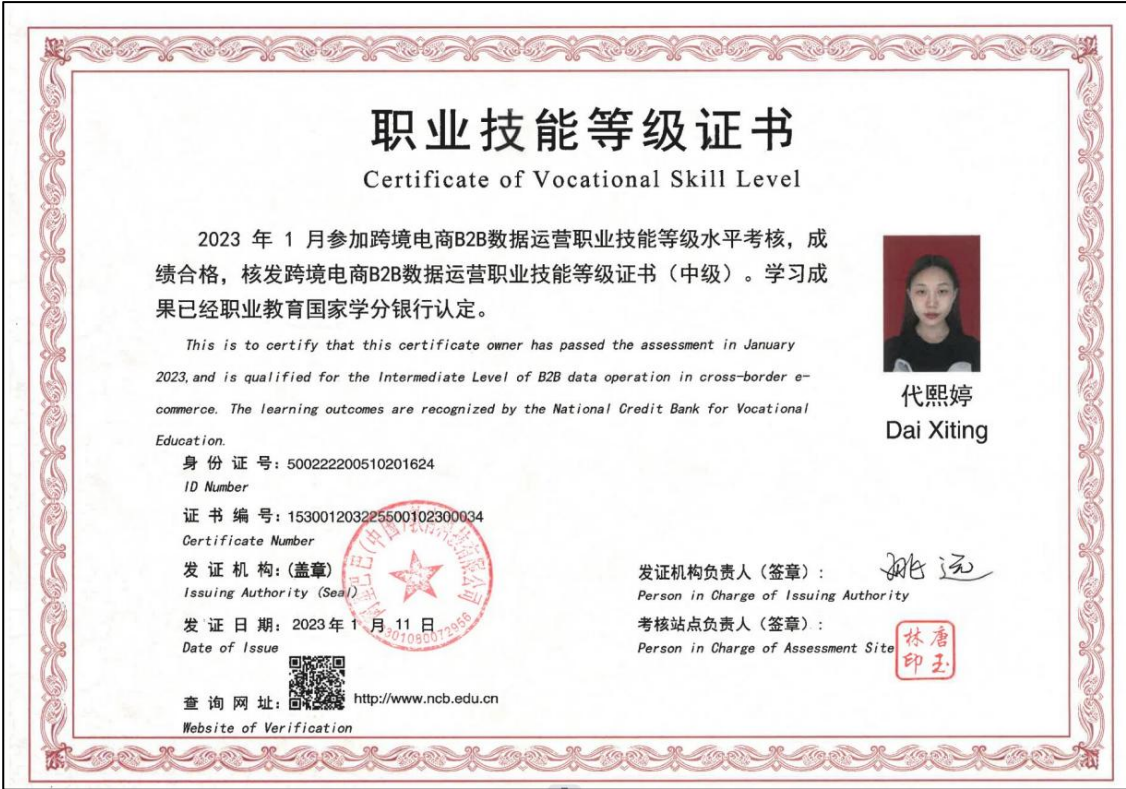 职业技能等级证书
Certificate of Vocational Skill Level
2023 年 1 月参加跨境电商B2B数据运营职业技能等级水平考核，成
绩合格，核发跨境电商B2B数据运营职业技能等级证书（中级）。学习成
果已经职业教育国家学分银行认定。
This is to certify that this certificate owner has passed the assessment in January
2023,and is qualified for the Intermediate Level of B2B data operation in cross-border e-
commerce. The learning outcomes are recognized by the National Credit Bank for Vocational
Education.
代熙婷
Dai Xiting
身 份 证 号：500222200510201624
ID Number
证 书 编 号：153001203225500102300034
Certificate Number
发 证 机 构：(盖章)
Issuing Authority (Seal)
发 证 日 期：2023 年 1 月 11 日
Date of Issue
查 询 网 址： http://www.ncb.edu.cn
Website of Verification
发证机构负责人（签章）：
姚远
Person in Charge of Issuing Authority
考核站点负责人（签章）：
Person in Charge of Assessment Site
唐玉林印